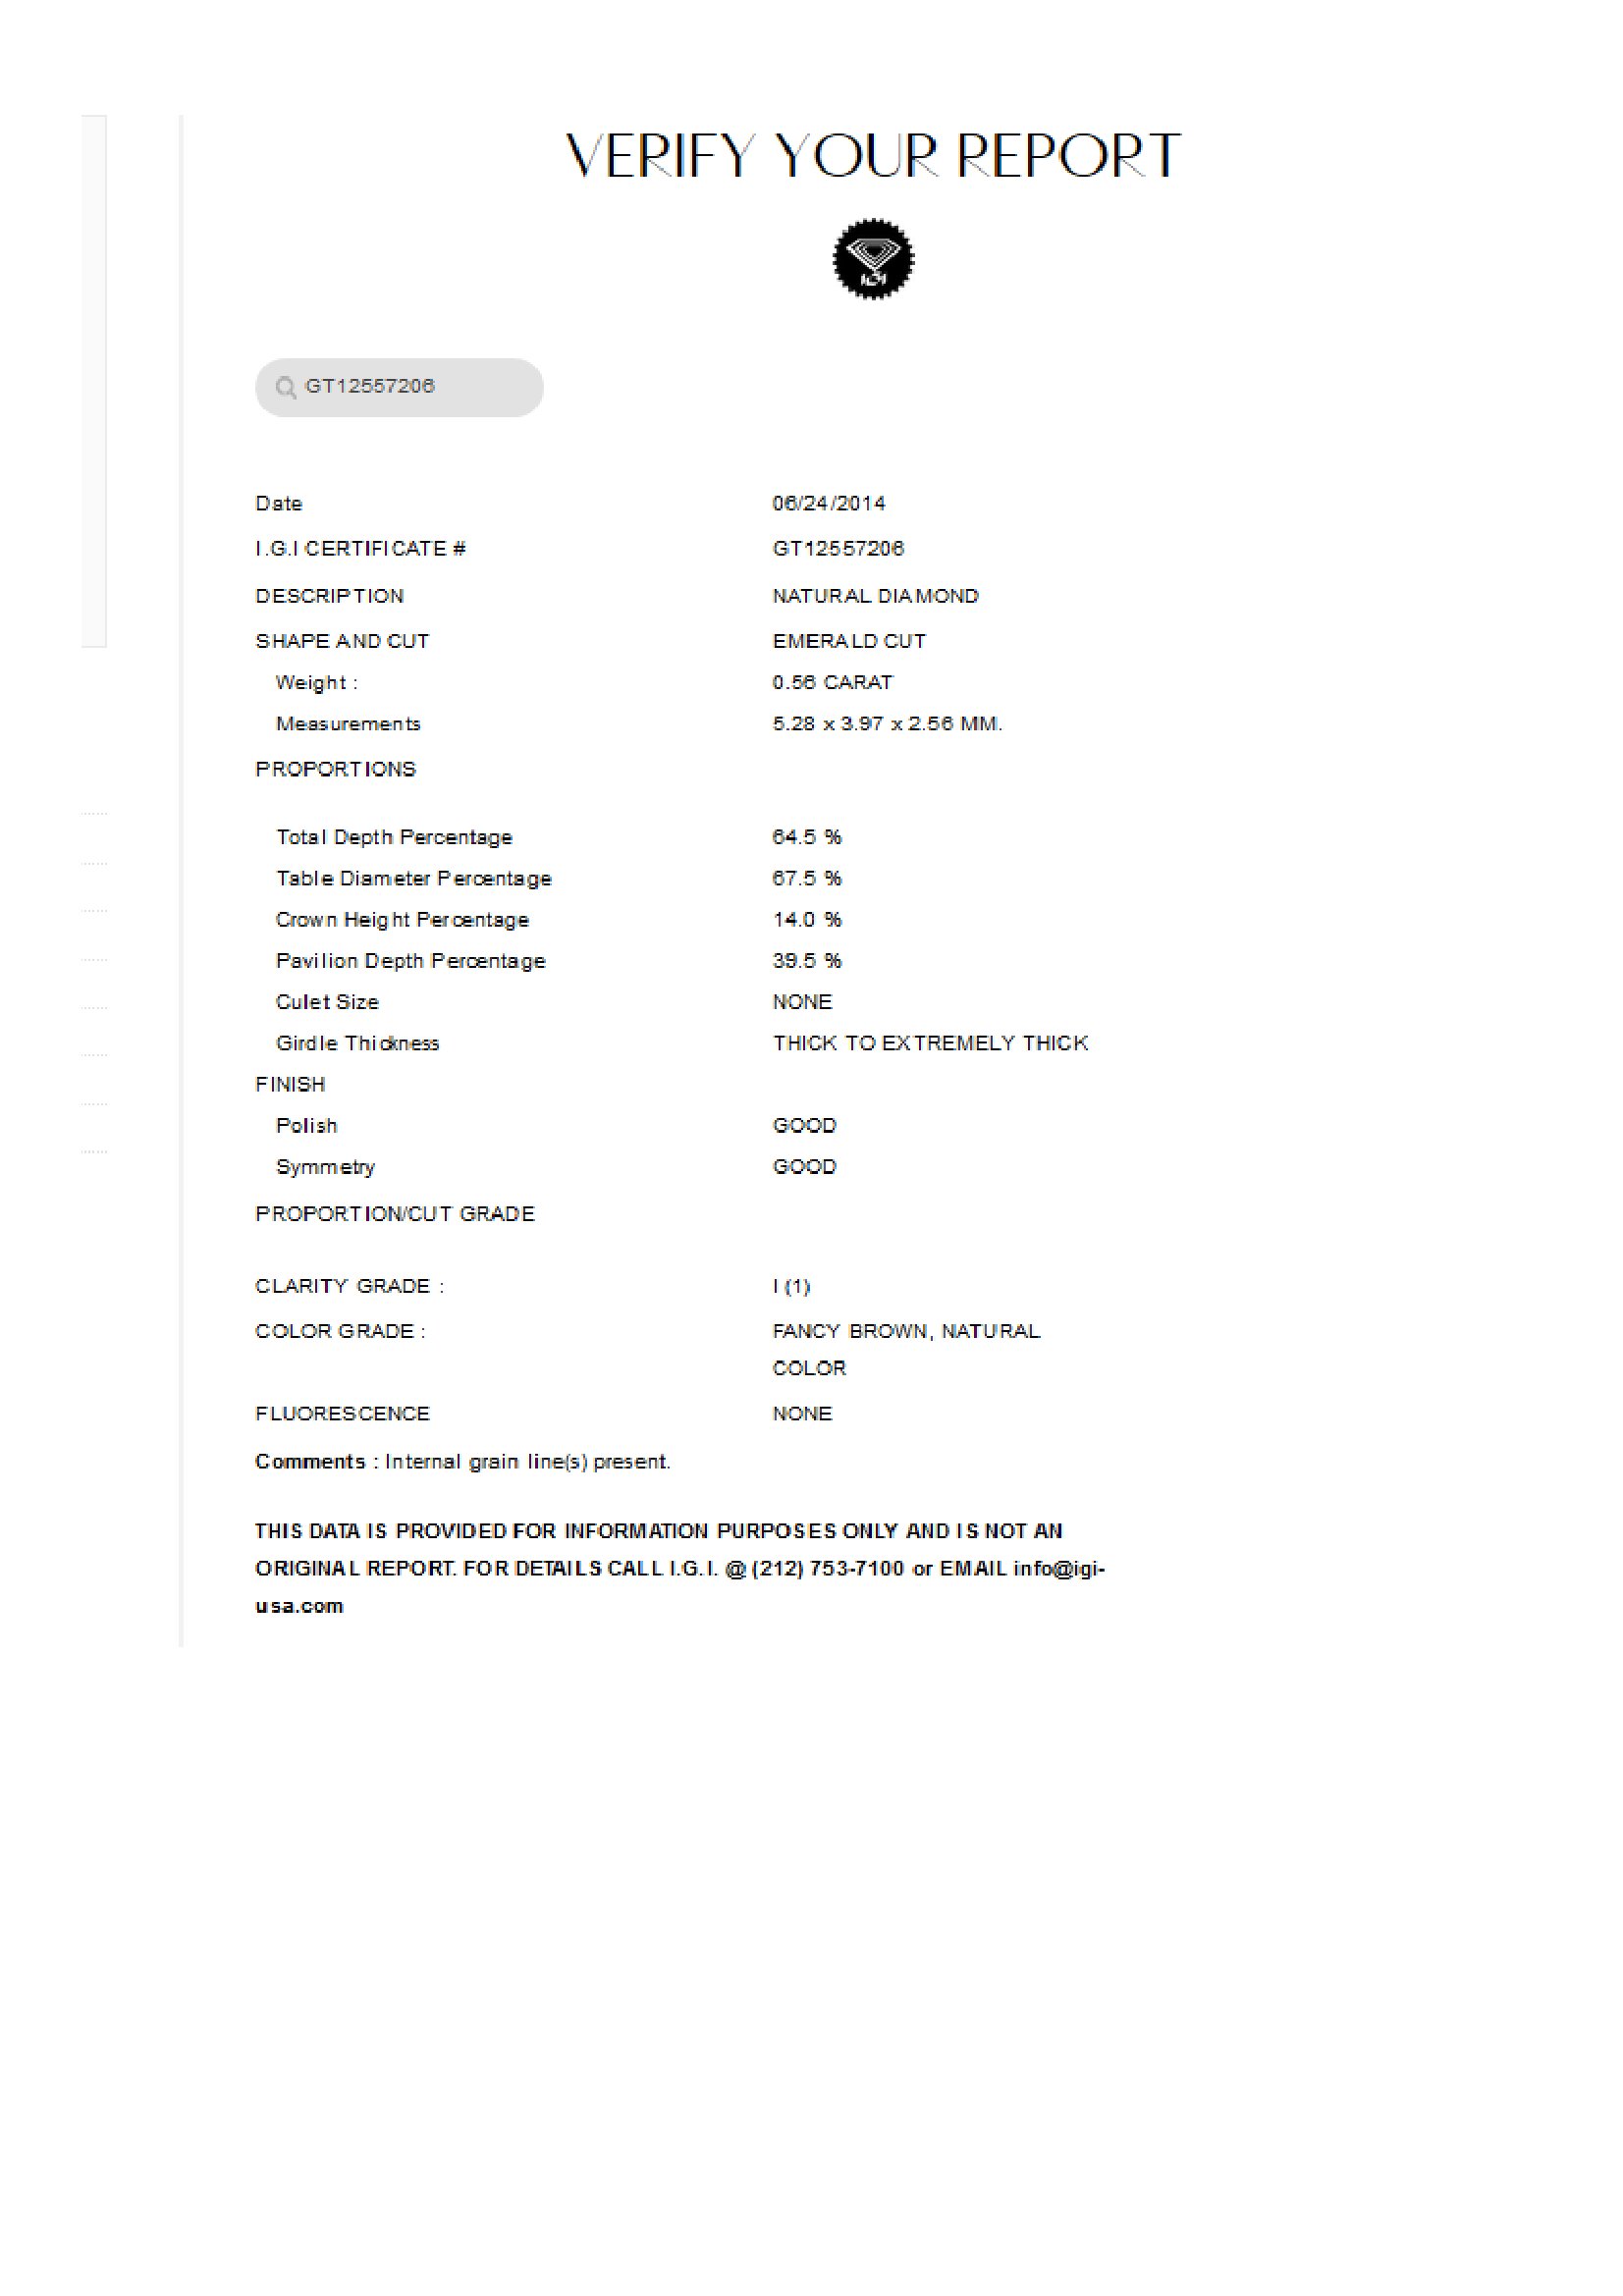 VERIFY YOUR REPORT
IGI
GT12557206
Date 06/24/2014
I.G.I CERTIFICATE # GT12557206
DESCRIPTION NATURAL DIAMOND
SHAPE AND CUT EMERALD CUT
Weight : 0.56 CARAT
Measurements 5.28 x 3.97 x 2.56 MM.
PROPORTIONS
Total Depth Percentage 64.5 %
Table Diameter Percentage 67.5 %
Crown Height Percentage 14.0 %
Pavilion Depth Percentage 39.5 %
Culet Size NONE
Girdle Thickness THICK TO EXTREMELY THICK
FINISH
Polish GOOD
Symmetry GOOD
PROPORTION/CUT GRADE
CLARITY GRADE : I (1)
COLOR GRADE : FANCY BROWN, NATURAL
COLOR
FLUORESCENCE NONE
Comments : Internal grain line(s) present.
THIS DATA IS PROVIDED FOR INFORMATION PURPOSES ONLY AND IS NOT AN
ORIGINAL REPORT. FOR DETAILS CALL I.G.I. @ (212) 753-7100 or EMAIL info@igi-
usa.com